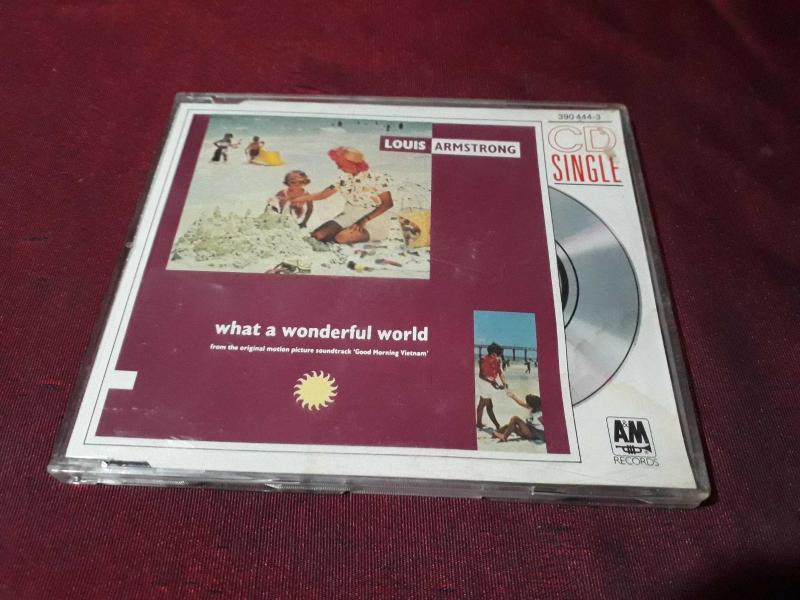 390 444-3
CD
SINGLE
LOUIS ARMSTRONG
what a wonderful world
from the original motion picture soundtrack 'Good Morning Vietnam'
A&M
RECORDS